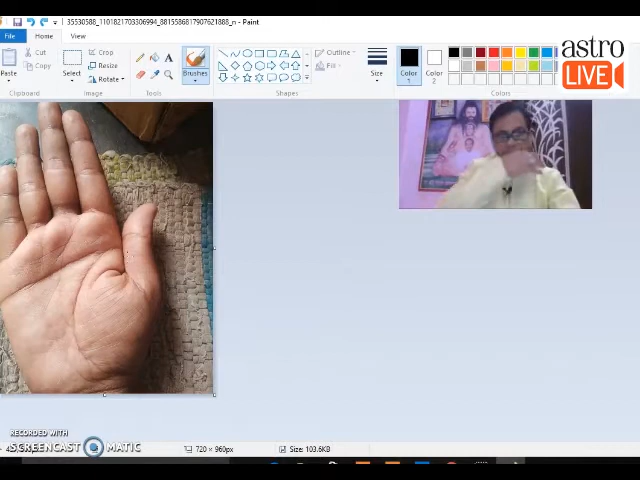 35530588_1101821703306994_8815586817907621888_n - Paint
File
Home
View
Paste
Cut
Copy
Clipboard
Select
Crop
Resize
Rotate
Image
A
Tools
Brushes
Shapes
Outline
Fill
Size
Color
1
Color
2
Colors
astro
LIVE
RECORDED WITH
SCREENCAST MATIC
720 × 960px
Size: 103.6KB